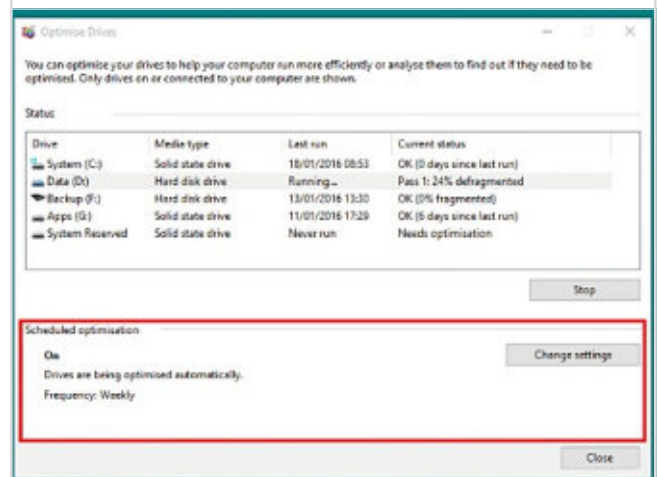 Optimise Drives
You can optimise your drives to help your computer run more efficiently or analyse them to find out if they need to be
optimised. Only drives on or connected to your computer are shown.
Status
Drive Media type Last run Current status
System (C:) Solid state drive 18/01/2016 08:53 OK (0 days since last run)
Data (D:) Hard disk drive Running... Pass 1: 24% defragmented
Backup (F:) Hard disk drive 13/01/2016 13:30 OK (0% fragmented)
Apps (G:) Solid state drive 11/01/2016 17:29 OK (6 days since last run)
System Reserved Solid state drive Never run Needs optimisation
Stop
Scheduled optimisation
On Change settings
Drives are being optimised automatically.
Frequency: Weekly
Close